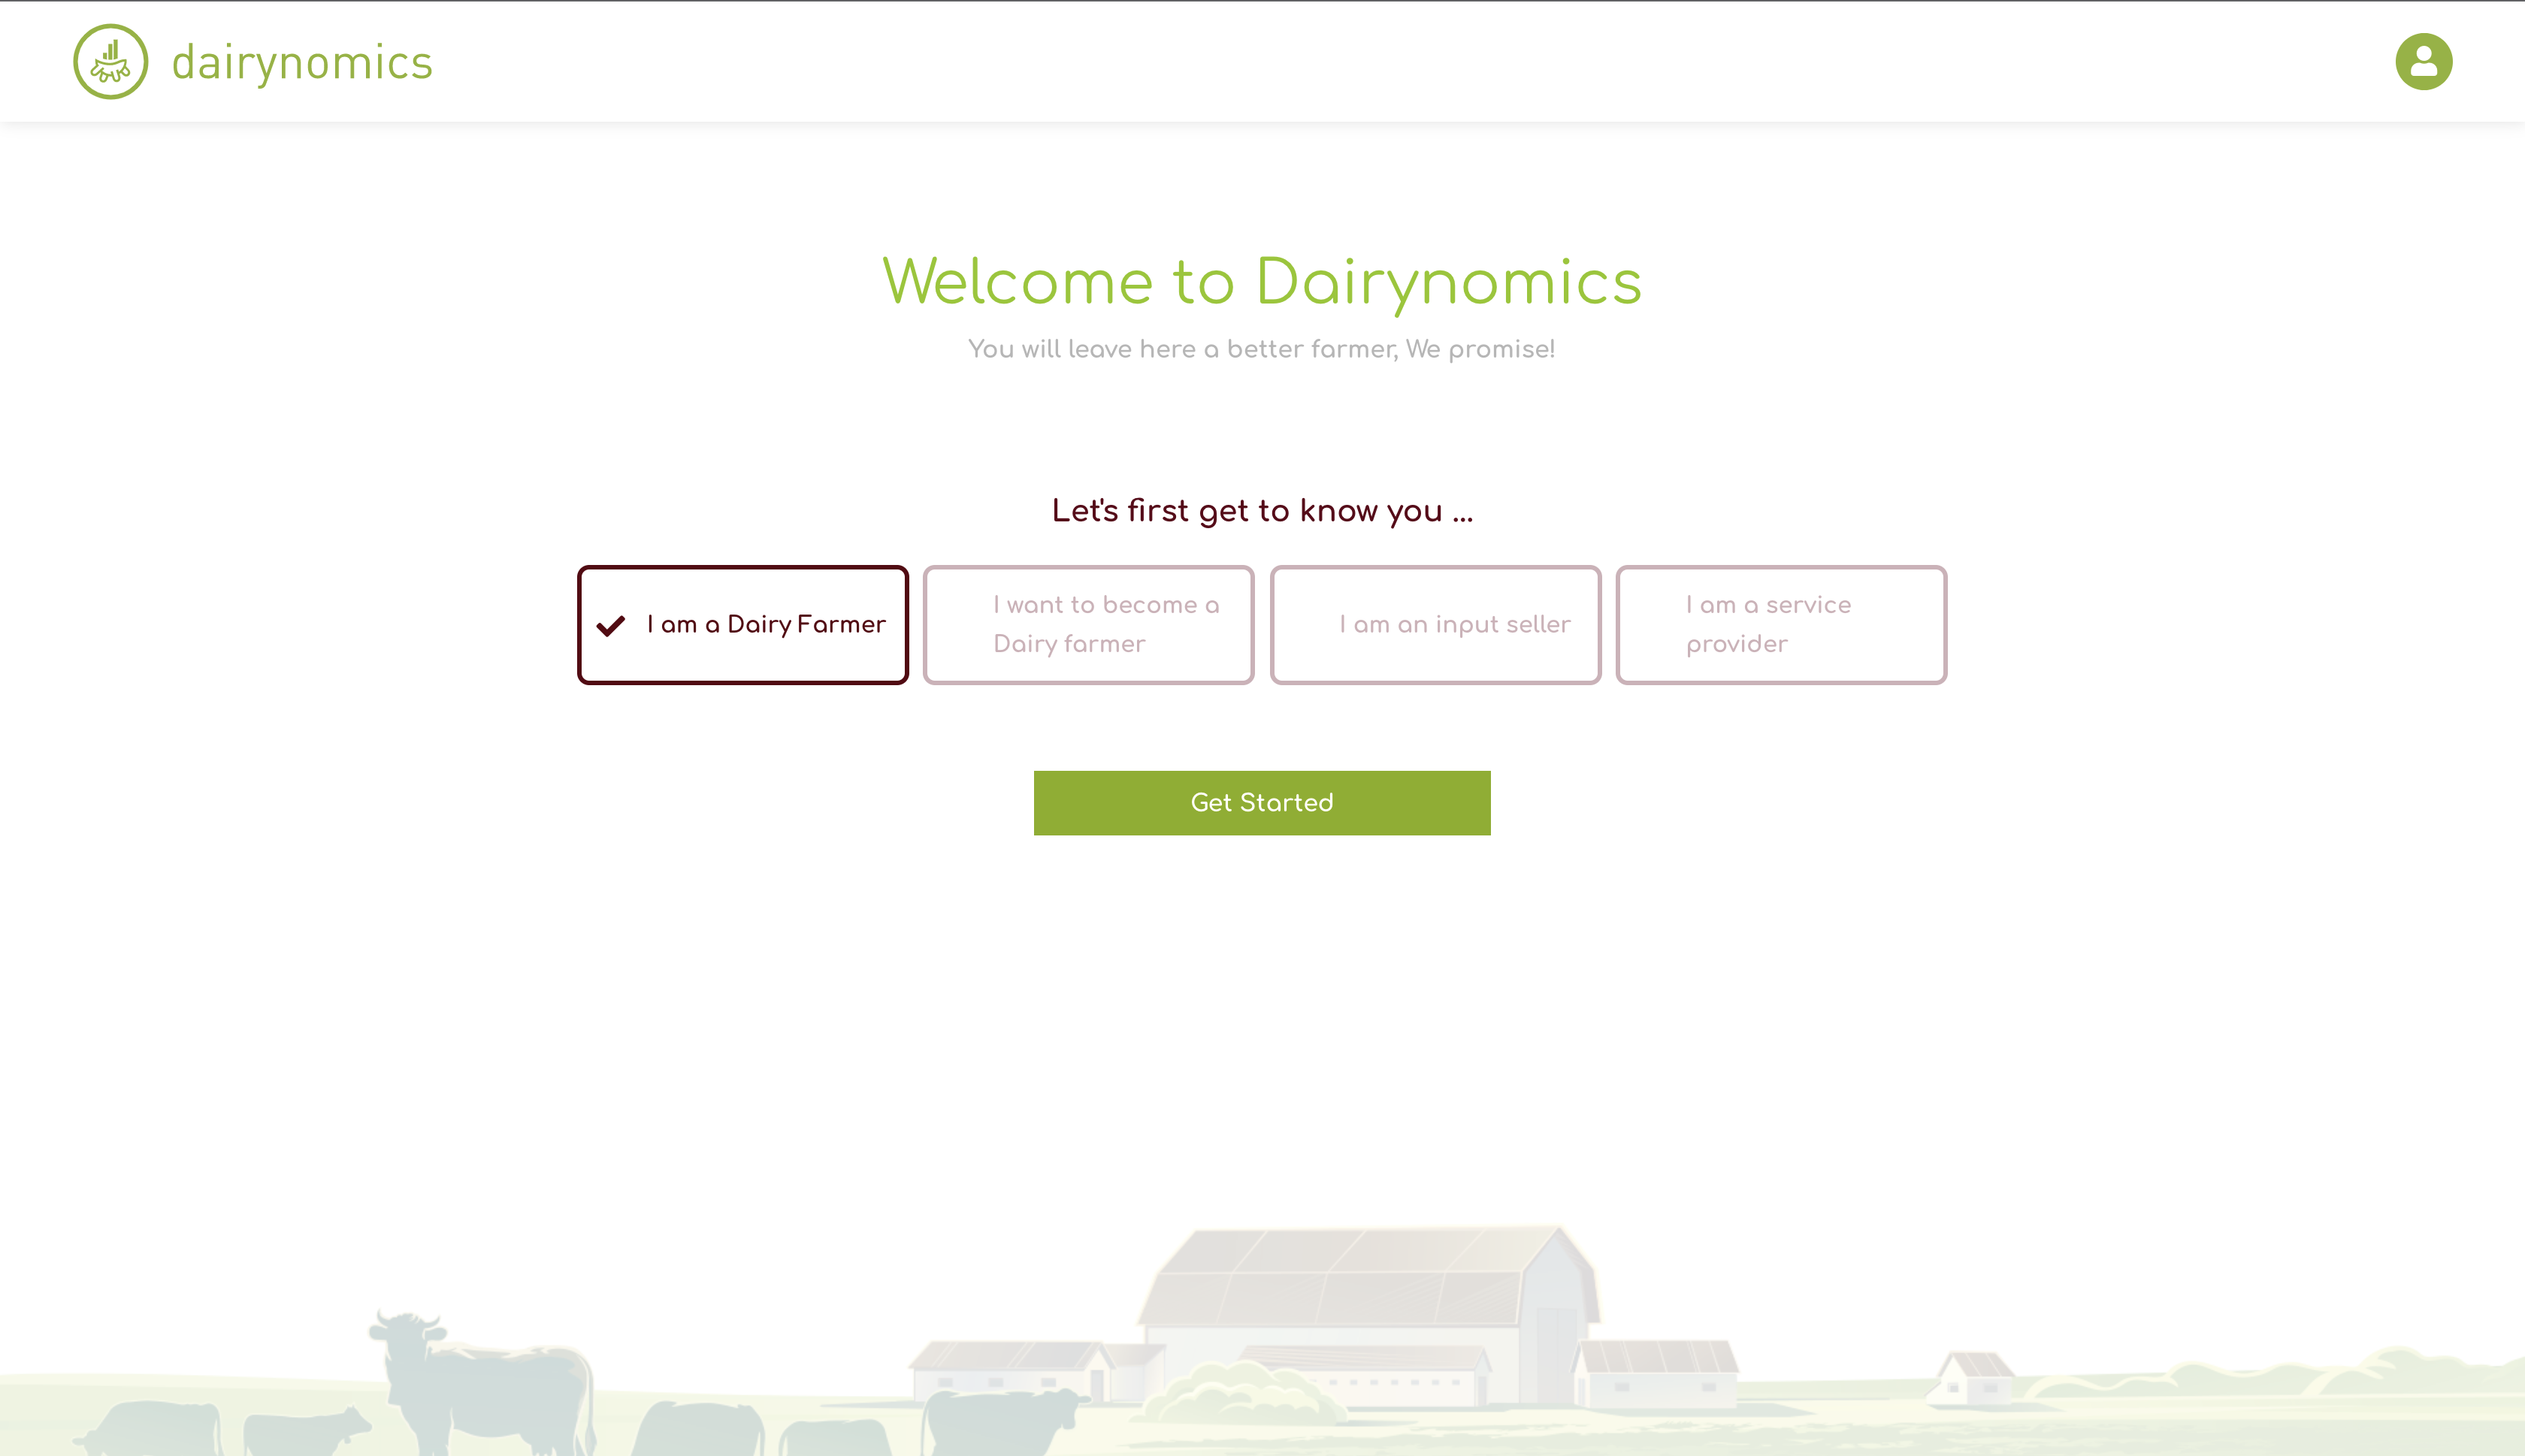 dairynomics
Welcome to Dairynomics
You will leave here a better farmer, We promise!
Let's first get to know you ...
I am a Dairy Farmer
I want to become a
Dairy farmer
I am an input seller
I am a service
provider
Get Started